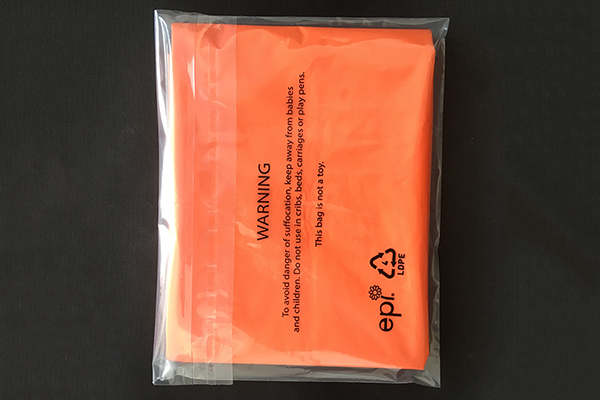 WARNING
To avoid danger of suffocation, keep away from babies
and children. Do not use in cribs, beds, carriages or play pens.
This bag is not a toy.
4
LDPE
epi.